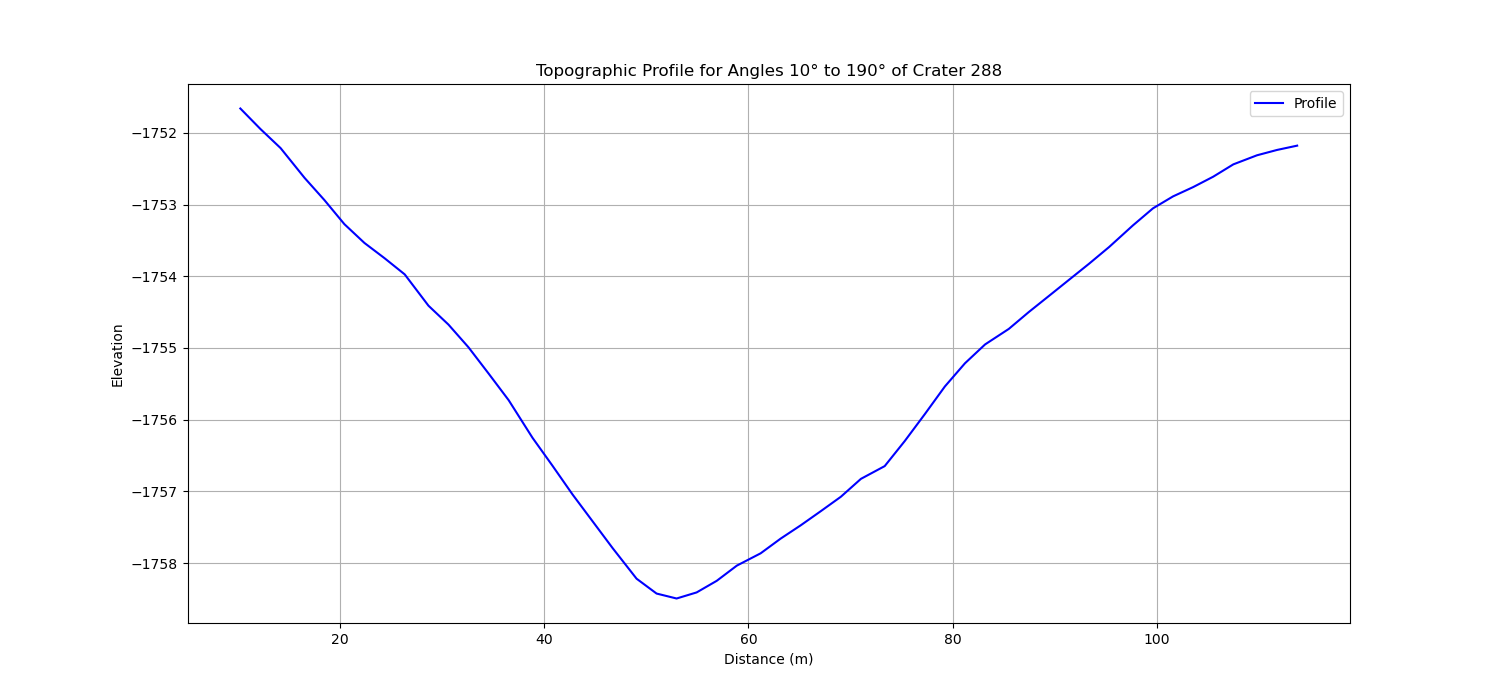 Topographic Profile for Angles 10° to 190° of Crater 288
Profile
−1752
−1753
−1754
−1755
−1756
−1757
−1758
Elevation
20 40 60 80 100
Distance (m)